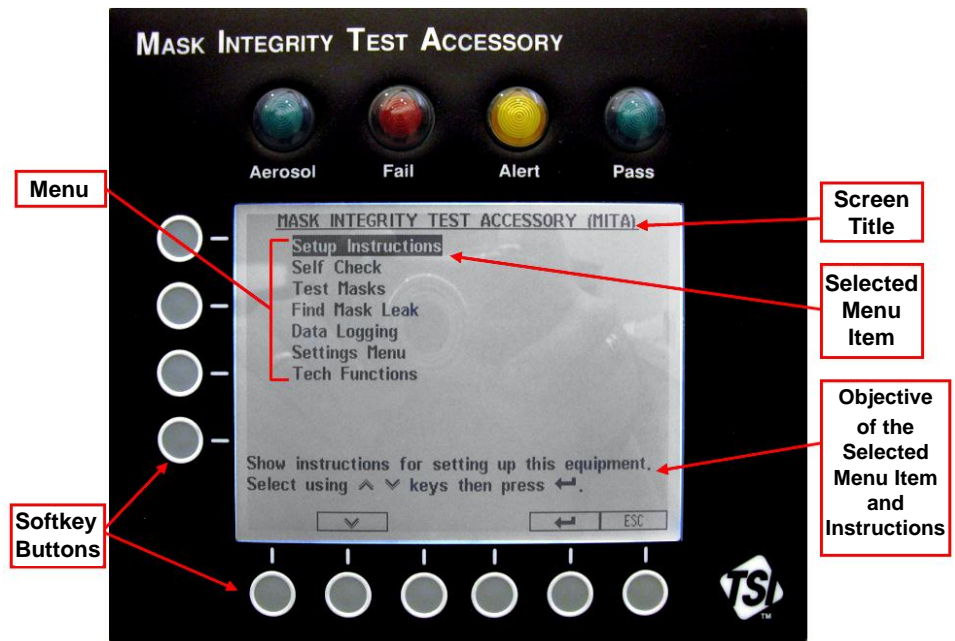 MASK INTEGRITY TEST ACCESSORY
Aerosol Fail Alert Pass
Menu
Screen
Title
MASK INTEGRITY TEST ACCESSORY (MITA)
Setup Instructions
Self Check
Test Masks
Find Mask Leak
Data Logging
Settings Menu
Tech Functions
Selected
Menu
Item
Objective
of the
Selected
Menu Item
and
Instructions
Show instructions for setting up this equipment.
Select using ︽ ︾ keys then press ↵.
︾ ↵ ESC
Softkey
Buttons
TSI
TM